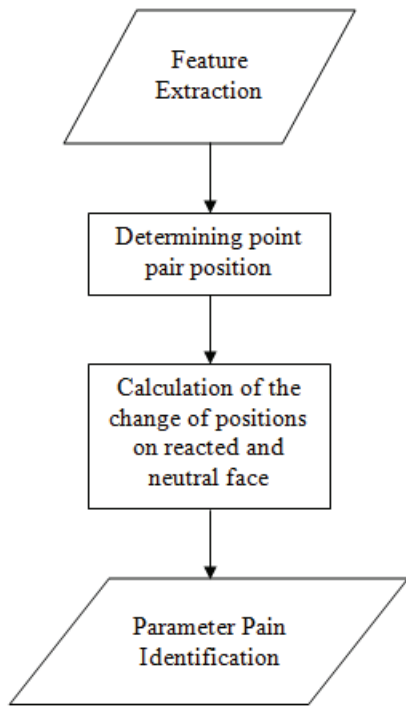 Feature
Extraction
Determining point
pair position
Calculation of the
change of positions
on reacted and
neutral face
Parameter Pain
Identification